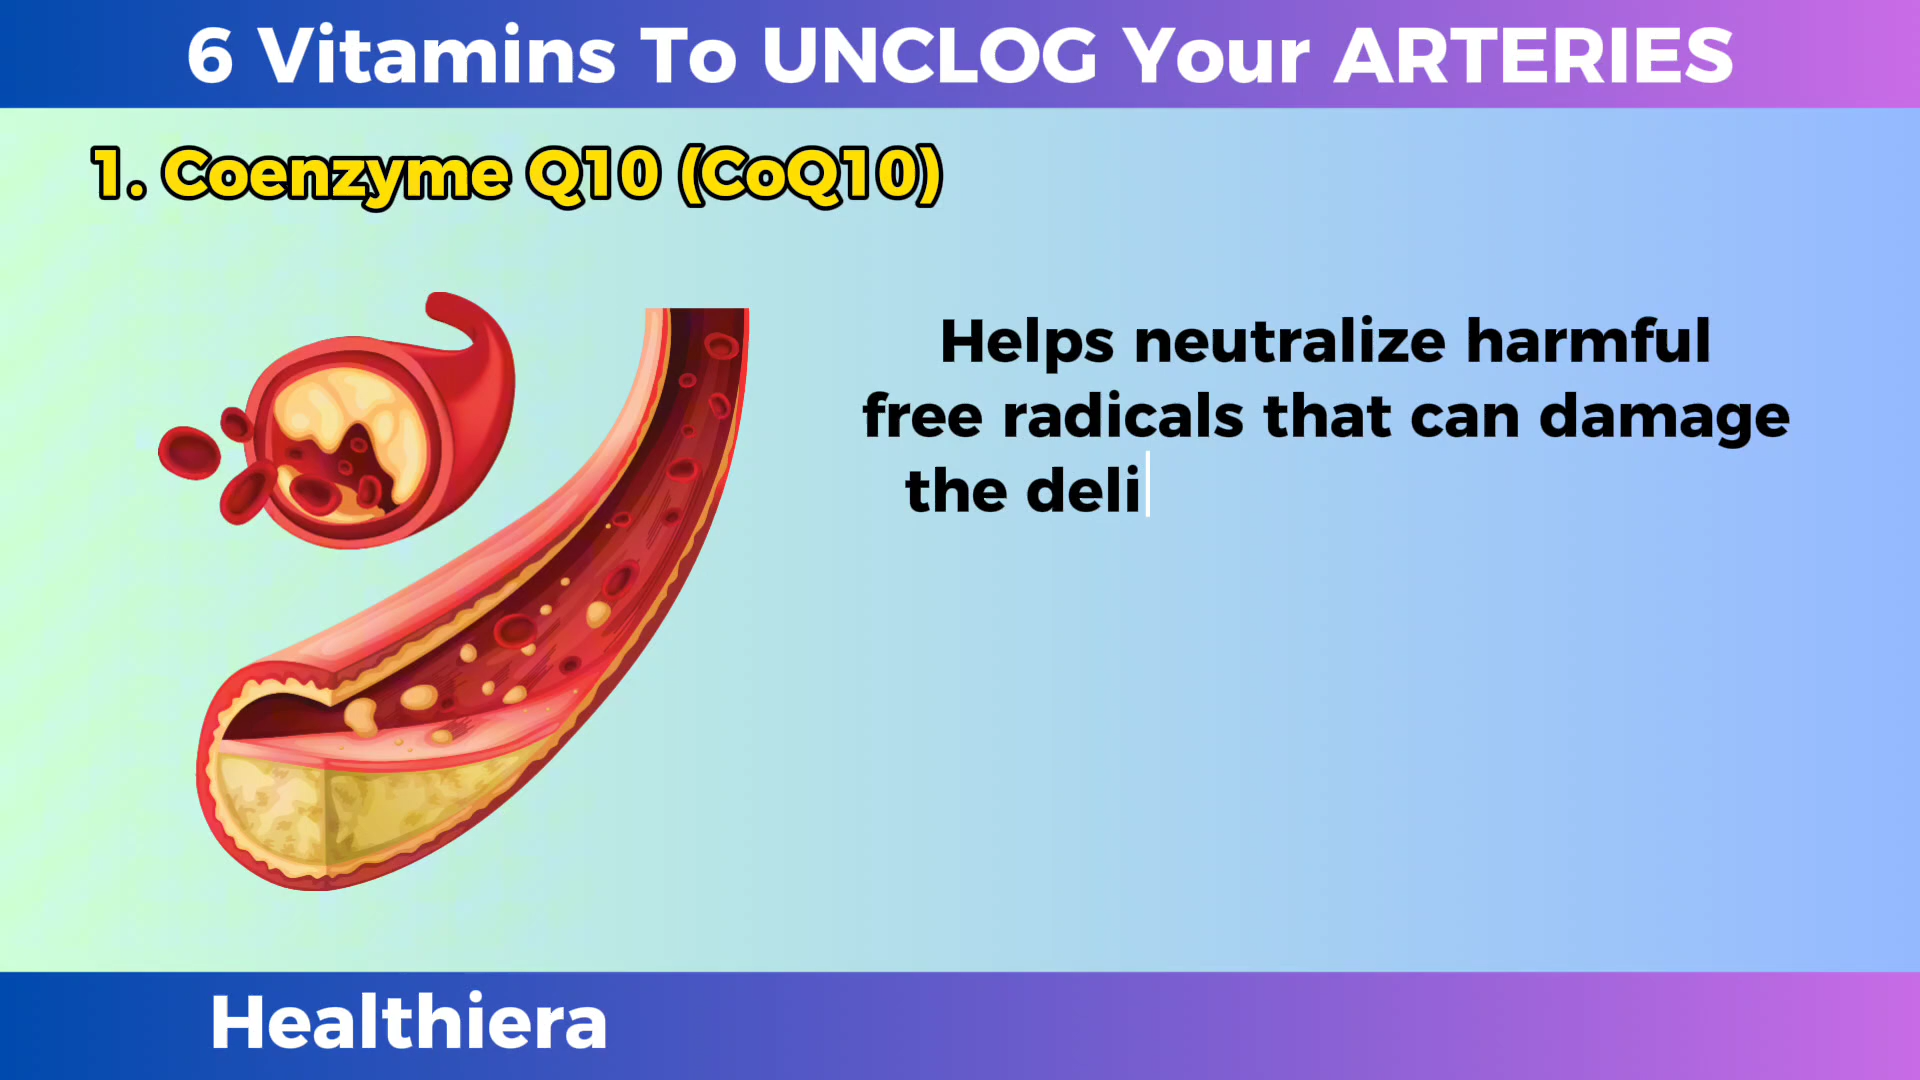 6 Vitamins To UNCLOG Your ARTERIES
1. Coenzyme Q10 (CoQ10)
Helps neutralize harmful
free radicals that can damage
the deli
Healthiera